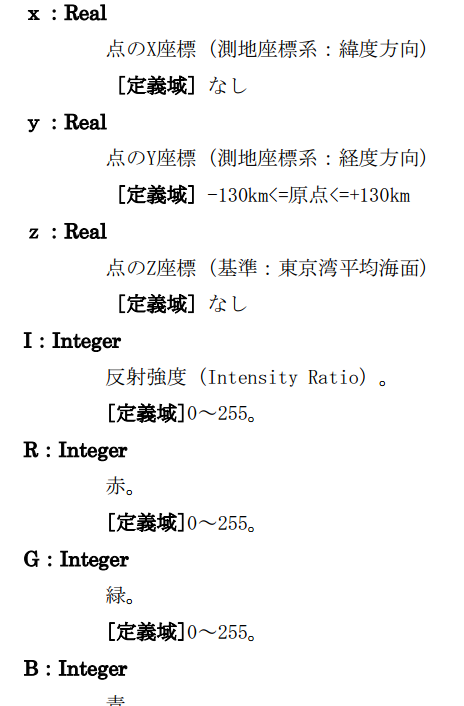 x：Real
点のX座標（測地座標系：緯度方向）
[定義域] なし
y：Real
点のY座標（測地座標系：経度方向）
[定義域] -130km<=原点<=+130km
z：Real
点のZ座標（基準：東京湾平均海面）
[定義域] なし
I：Integer
反射強度（Intensity Ratio）。
[定義域]0～255。
R：Integer
赤。
[定義域]0～255。
G：Integer
緑。
[定義域]0～255。
B：Integer